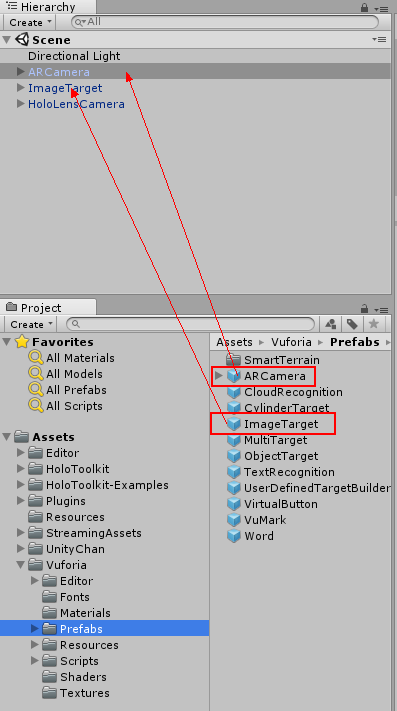 Hierarchy
Create All
Scene
Directional Light
ARCamera
ImageTarget
HoloLensCamera
Project
Create
Favorites
All Materials
All Models
All Prefabs
All Scripts
Assets
Editor
HoloToolkit
HoloToolkit-Examples
Plugins
Resources
StreamingAssets
UnityChan
Vuforia
Editor
Fonts
Materials
Prefabs
Resources
Scripts
Shaders
Textures
Assets Vuforia Prefabs
SmartTerrain
ARCamera
CloudRecognition
CylinderTarget
ImageTarget
MultiTarget
ObjectTarget
TextRecognition
UserDefinedTargetBuilder
VirtualButton
VuMark
Word